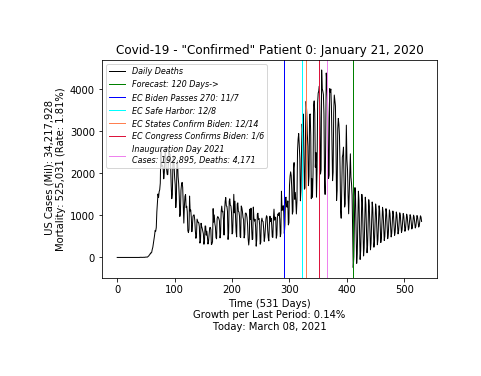 Covid-19 - "Confirmed" Patient 0: January 21, 2020
US Cases (Mil): 34,217,928
Mortality: 525,031 (Rate: 1.81%)
4000
3000
2000
1000
0
Daily Deaths
Forecast: 120 Days->
EC Biden Passes 270: 11/7
EC Safe Harbor: 12/8
EC States Confirm Biden: 12/14
EC Congress Confirms Biden: 1/6
Inauguration Day 2021
Cases: 192,895, Deaths: 4,171
0 100 200 300 400 500
Time (531 Days)
Growth per Last Period: 0.14%
Today: March 08, 2021